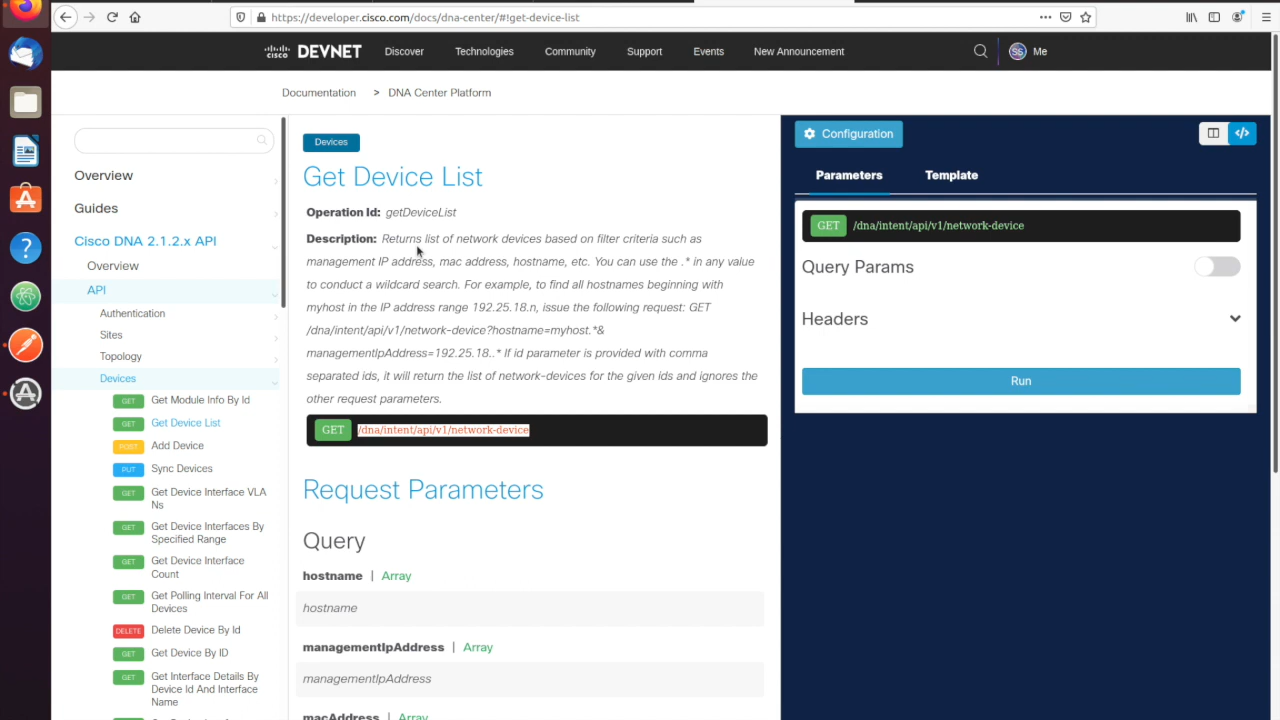 https://developer.cisco.com/docs/dna-center/#!get-device-list
cisco DEVNET
Discover
Technologies
Community
Support
Events
New Announcement
SS
Me
Documentation > DNA Center Platform
Overview
Guides
Cisco DNA 2.1.2.x API
Overview
API
Authentication
Sites
Topology
Devices
GET Get Module Info By Id
GET Get Device List
POST Add Device
PUT Sync Devices
GET Get Device Interface VLA
Ns
GET Get Device Interfaces By
Specified Range
GET Get Device Interface
Count
GET Get Polling Interval For All
Devices
DELETE Delete Device By Id
GET Get Device By ID
GET Get Interface Details By
Device Id And Interface
Name
Devices
Get Device List
Operation Id: getDeviceList
Description: Returns list of network devices based on filter criteria such as
management IP address, mac address, hostname, etc. You can use the .* in any value
to conduct a wildcard search. For example, to find all hostnames beginning with
myhost in the IP address range 192.25.18.n, issue the following request: GET
/dna/intent/api/v1/network-device?hostname=myhost.*&
managementIpAddress=192.25.18..* If id parameter is provided with comma
separated ids, it will return the list of network-devices for the given ids and ignores the
other request parameters.
GET /dna/intent/api/v1/network-device
Request Parameters
Query
hostname | Array
hostname
managementIpAddress | Array
managementIpAddress
macAddress | Array
Configuration
Parameters
Template
GET /dna/intent/api/v1/network-device
Query Params
Headers
Run